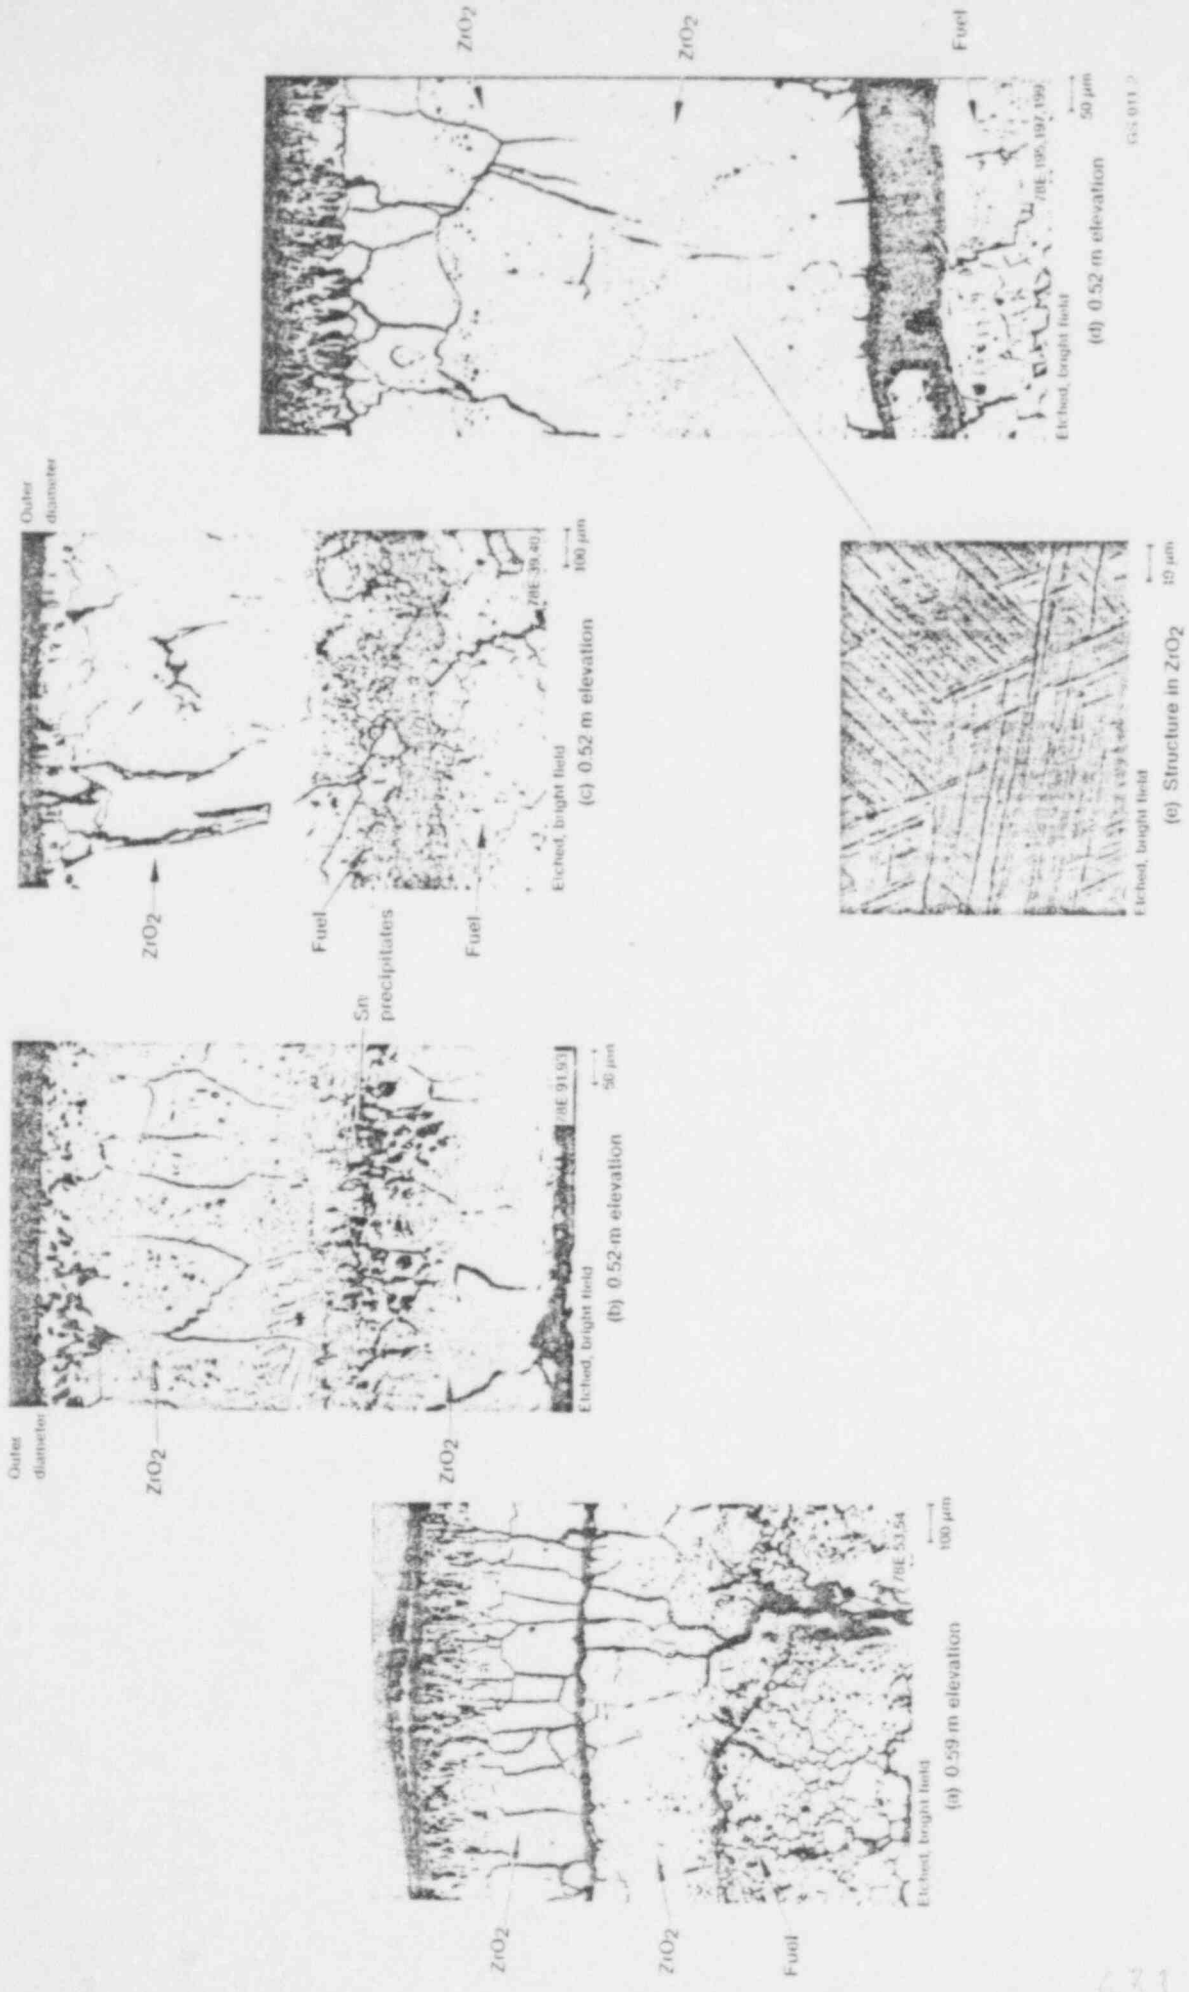 ZrO2
ZrO2
Fuel
78E 53,54
Etched, bright field
100 μm
(a) 0.59-m elevation
Outer
diameter
ZrO2
ZrO2
Sn
precipitates
78E 91,93
Etched, bright field
50 μm
(b) 0.52-m elevation
Outer
diameter
ZrO2
Fuel
Fuel
78E 39,40
Etched, bright field
100 μm
(c) 0.52-m elevation
ZrO2
ZrO2
Fuel
78E 195,197,199
Etched, bright field
50 μm
(d) 0.52-m elevation
Etched, bright field
10 μm
(e) Structure in ZrO2